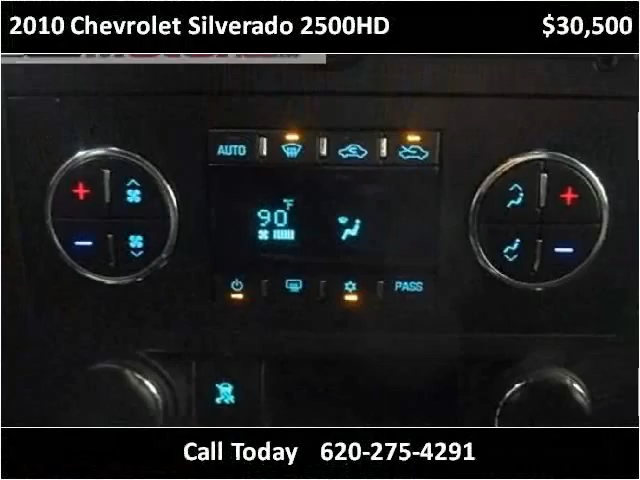 2010 Chevrolet Silverado 2500HD $30,500
AUTO
90°F
PASS
Call Today 620-275-4291